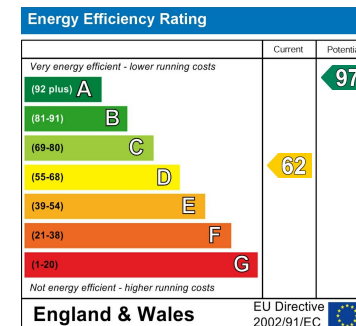 Energy Efficiency Rating
Current Potenti
Very energy efficient - lower running costs
(92 plus) A
97
(81-91) B
(69-80) C
(55-68) D
62
(39-54) E
(21-38) F
(1-20) G
Not energy efficient - higher running costs
England & Wales
EU Directive
2002/91/EC